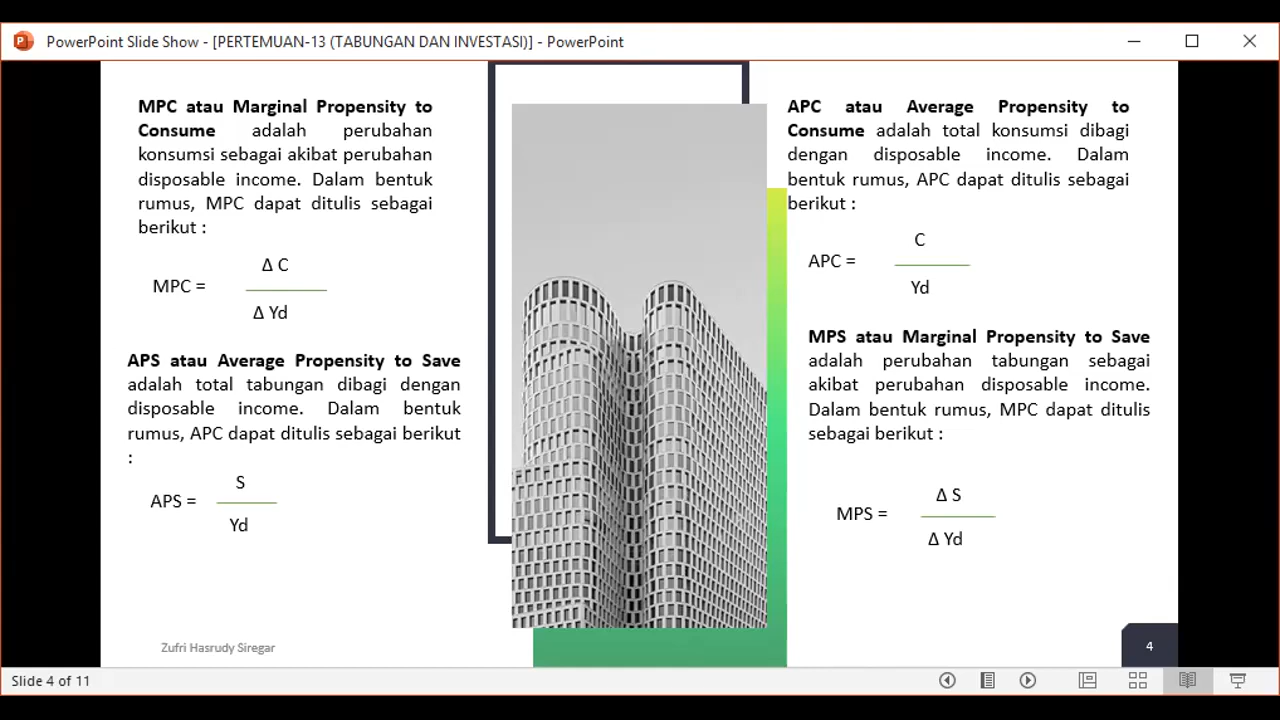 PowerPoint Slide Show - [PERTEMUAN-13 (TABUNGAN DAN INVESTASI)] - PowerPoint
MPC atau Marginal Propensity to
Consume adalah perubahan
konsumsi sebagai akibat perubahan
disposable income. Dalam bentuk
rumus, MPC dapat ditulis sebagai
berikut :
Δ C
MPC =
Δ Yd
APS atau Average Propensity to Save
adalah total tabungan dibagi dengan
disposable income. Dalam bentuk
rumus, APC dapat ditulis sebagai berikut
:
S
APS =
Yd
APC atau Average Propensity to
Consume adalah total konsumsi dibagi
dengan disposable income. Dalam
bentuk rumus, APC dapat ditulis sebagai
berikut :
C
APC =
Yd
MPS atau Marginal Propensity to Save
adalah perubahan tabungan sebagai
akibat perubahan disposable income.
Dalam bentuk rumus, MPC dapat ditulis
sebagai berikut :
Δ S
MPS =
Δ Yd
Zufri Hasrudy Siregar
4
Slide 4 of 11